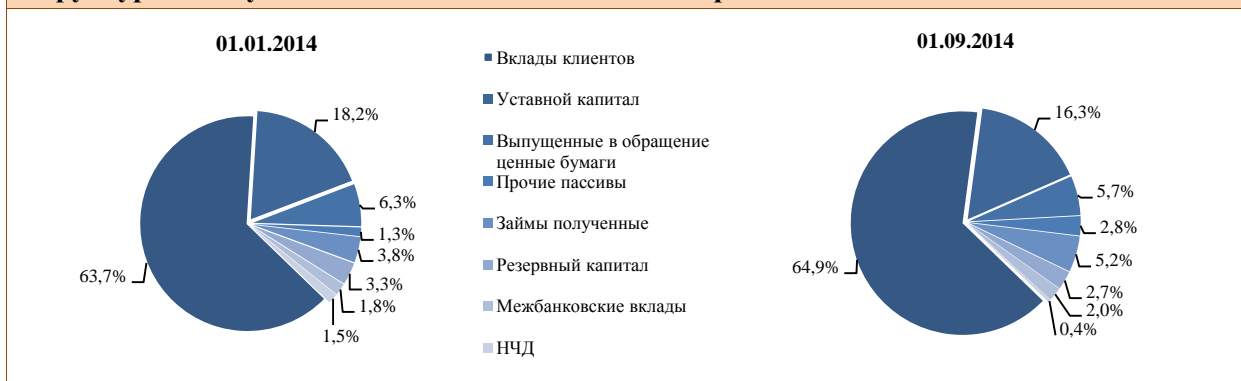 01.01.2014
18,2%
6,3%
1,3%
3,8%
3,3%
1,8%
1,5%
63,7%
Вклады клиентов
Уставной капитал
Выпущенные в обращение
ценные бумаги
Прочие пассивы
Займы полученные
Резервный капитал
Межбанковские вклады
НЧД
01.09.2014
16,3%
5,7%
2,8%
5,2%
2,7%
2,0%
0,4%
64,9%